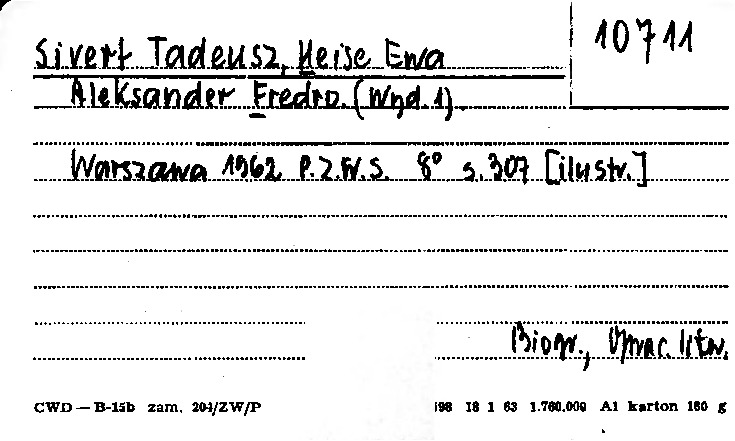 10711
Sivert Tadeusz, Heise Ewa
Aleksander Fredro. (Wyd. 1)
Warszawa 1962 P.Z.W.S. 8° s. 307 [ilustr.]
Biogr., Oprac. liter.
CWD — B-15b zam. 204/ZW/P 198 18 1 63 1.760.000 A1 karton 160 g